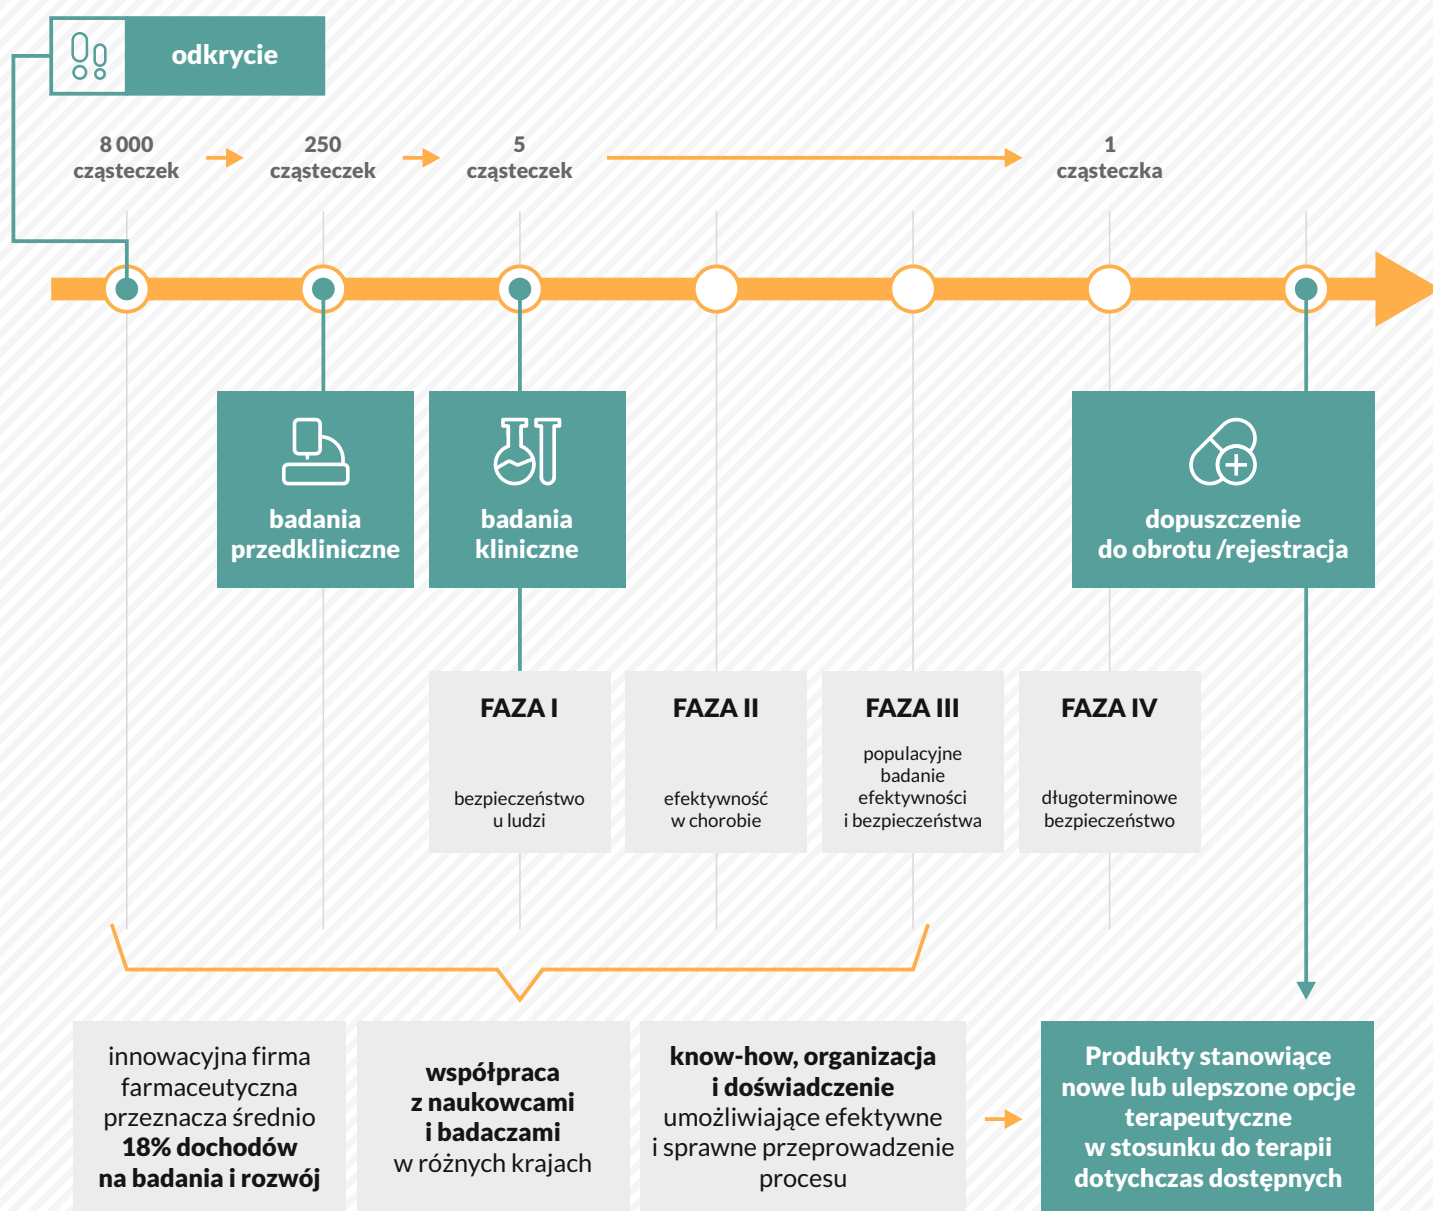 odkrycie
8 000
cząsteczek
250
cząsteczek
5
cząsteczek
1
cząsteczka
badania
przedkliniczne
badania
kliniczne
dopuszczenie
do obrotu /rejestracja
FAZA I
bezpieczeństwo
u ludzi
FAZA II
efektywność
w chorobie
FAZA III
populacyjne
badanie
efektywności
i bezpieczeństwa
FAZA IV
długoterminowe
bezpieczeństwo
innowacyjna firma
farmaceutyczna
przeznacza średnio
18% dochodów
na badania i rozwój
współpraca
z naukowcami
i badaczami
w różnych krajach
know-how, organizacja
i doświadczenie
umożliwiające efektywne
i sprawne przeprowadzenie
procesu
Produkty stanowiące
nowe lub ulepszone opcje
terapeutyczne
w stosunku do terapii
dotychczas dostępnych